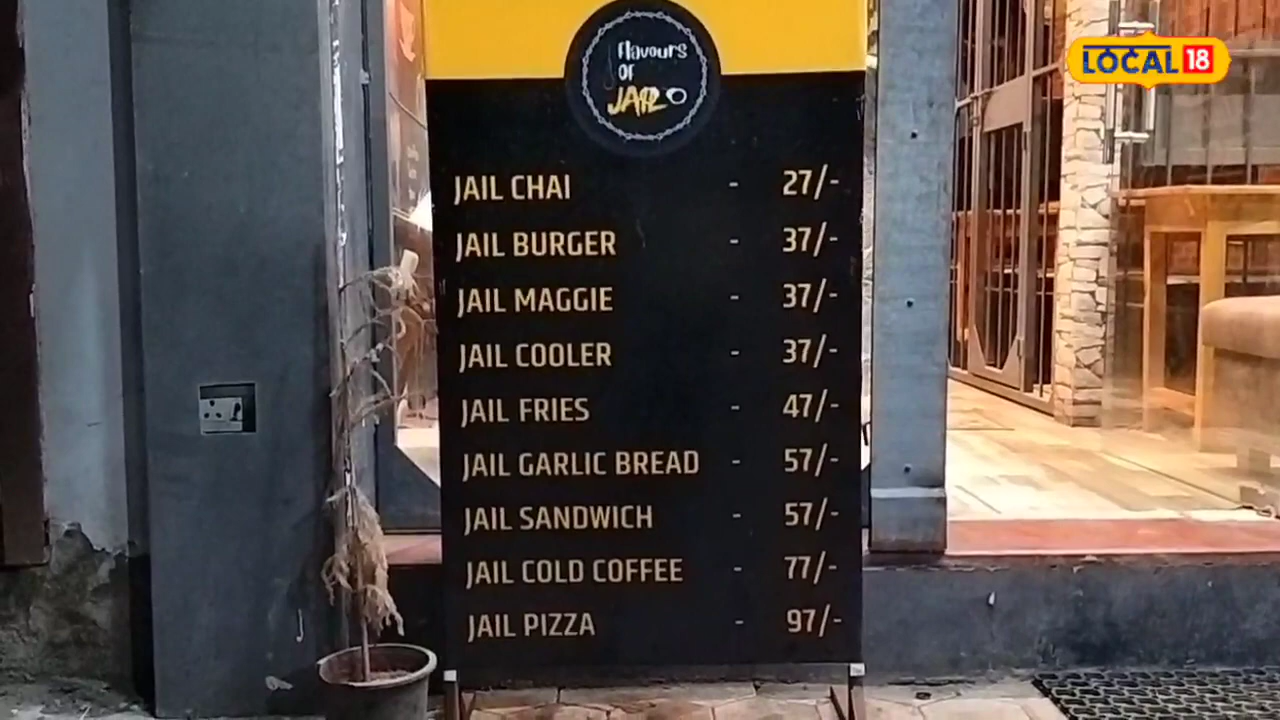 LOCAL 18
flavours
OF
JAIL
JAIL CHAI - 27/-
JAIL BURGER - 37/-
JAIL MAGGIE - 37/-
JAIL COOLER - 37/-
JAIL FRIES - 47/-
JAIL GARLIC BREAD - 57/-
JAIL SANDWICH - 57/-
JAIL COLD COFFEE - 77/-
JAIL PIZZA - 97/-